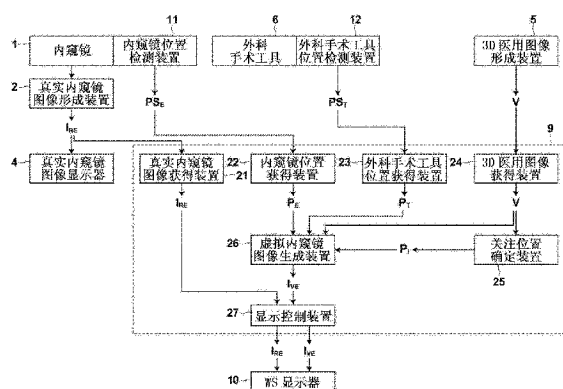 11
6
12
5
1
内窥镜
内窥镜位置
检测装置
外科
手术工具
外科手术工具
位置检测装置
3D医用图像
形成装置
2
真实内窥镜
图像形成装置
PSE
PST
V
IRE
9
4
真实内窥镜
图像显示器
真实内窥镜
图像获得装置
21
22
内窥镜位置
获得装置
23
外科手术工具
位置获得装置
24
3D医用图像
获得装置
IRE
PE
PT
V
26
虚拟内窥镜
图像生成装置
PI
关注位置
确定装置
25
IVE
27
显示控制装置
IRE
IVE
10
WS显示器